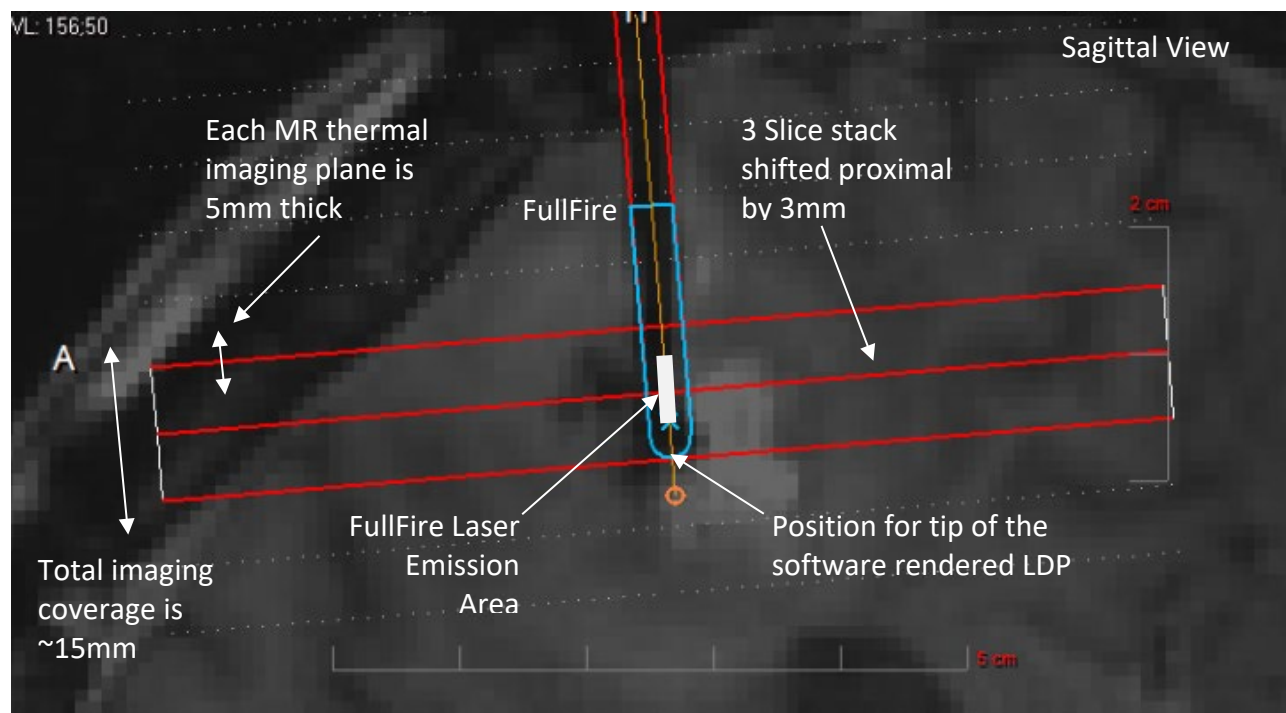 VL: 156;50
H
Sagittal View
Each MR thermal
imaging plane is
5mm thick
3 Slice stack
shifted proximal
by 3mm
FullFire
2 cm
A
FullFire Laser
Emission
Area
Position for tip of the
software rendered LDP
Total imaging
coverage is
~15mm
5 cm